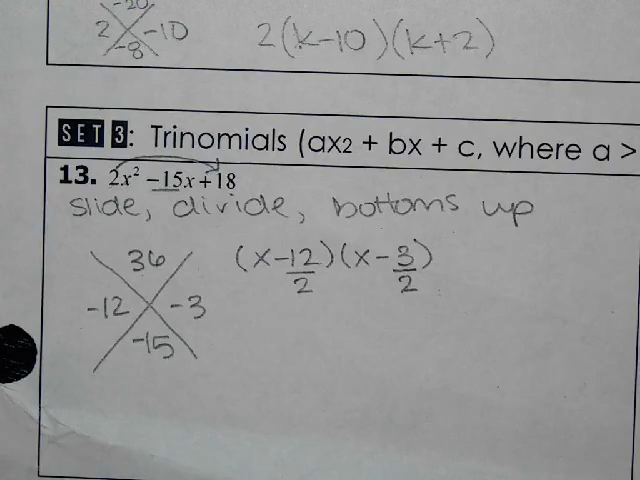 -20
2 -10
-8
2(k-10)(k+2)
SET 3: Trinomials (ax2 + bx + c, where a >
13. 2x² -15x+18
slide, divide, bottoms up
36
-12 -3
-15
(x-12/2)(x-3/2)